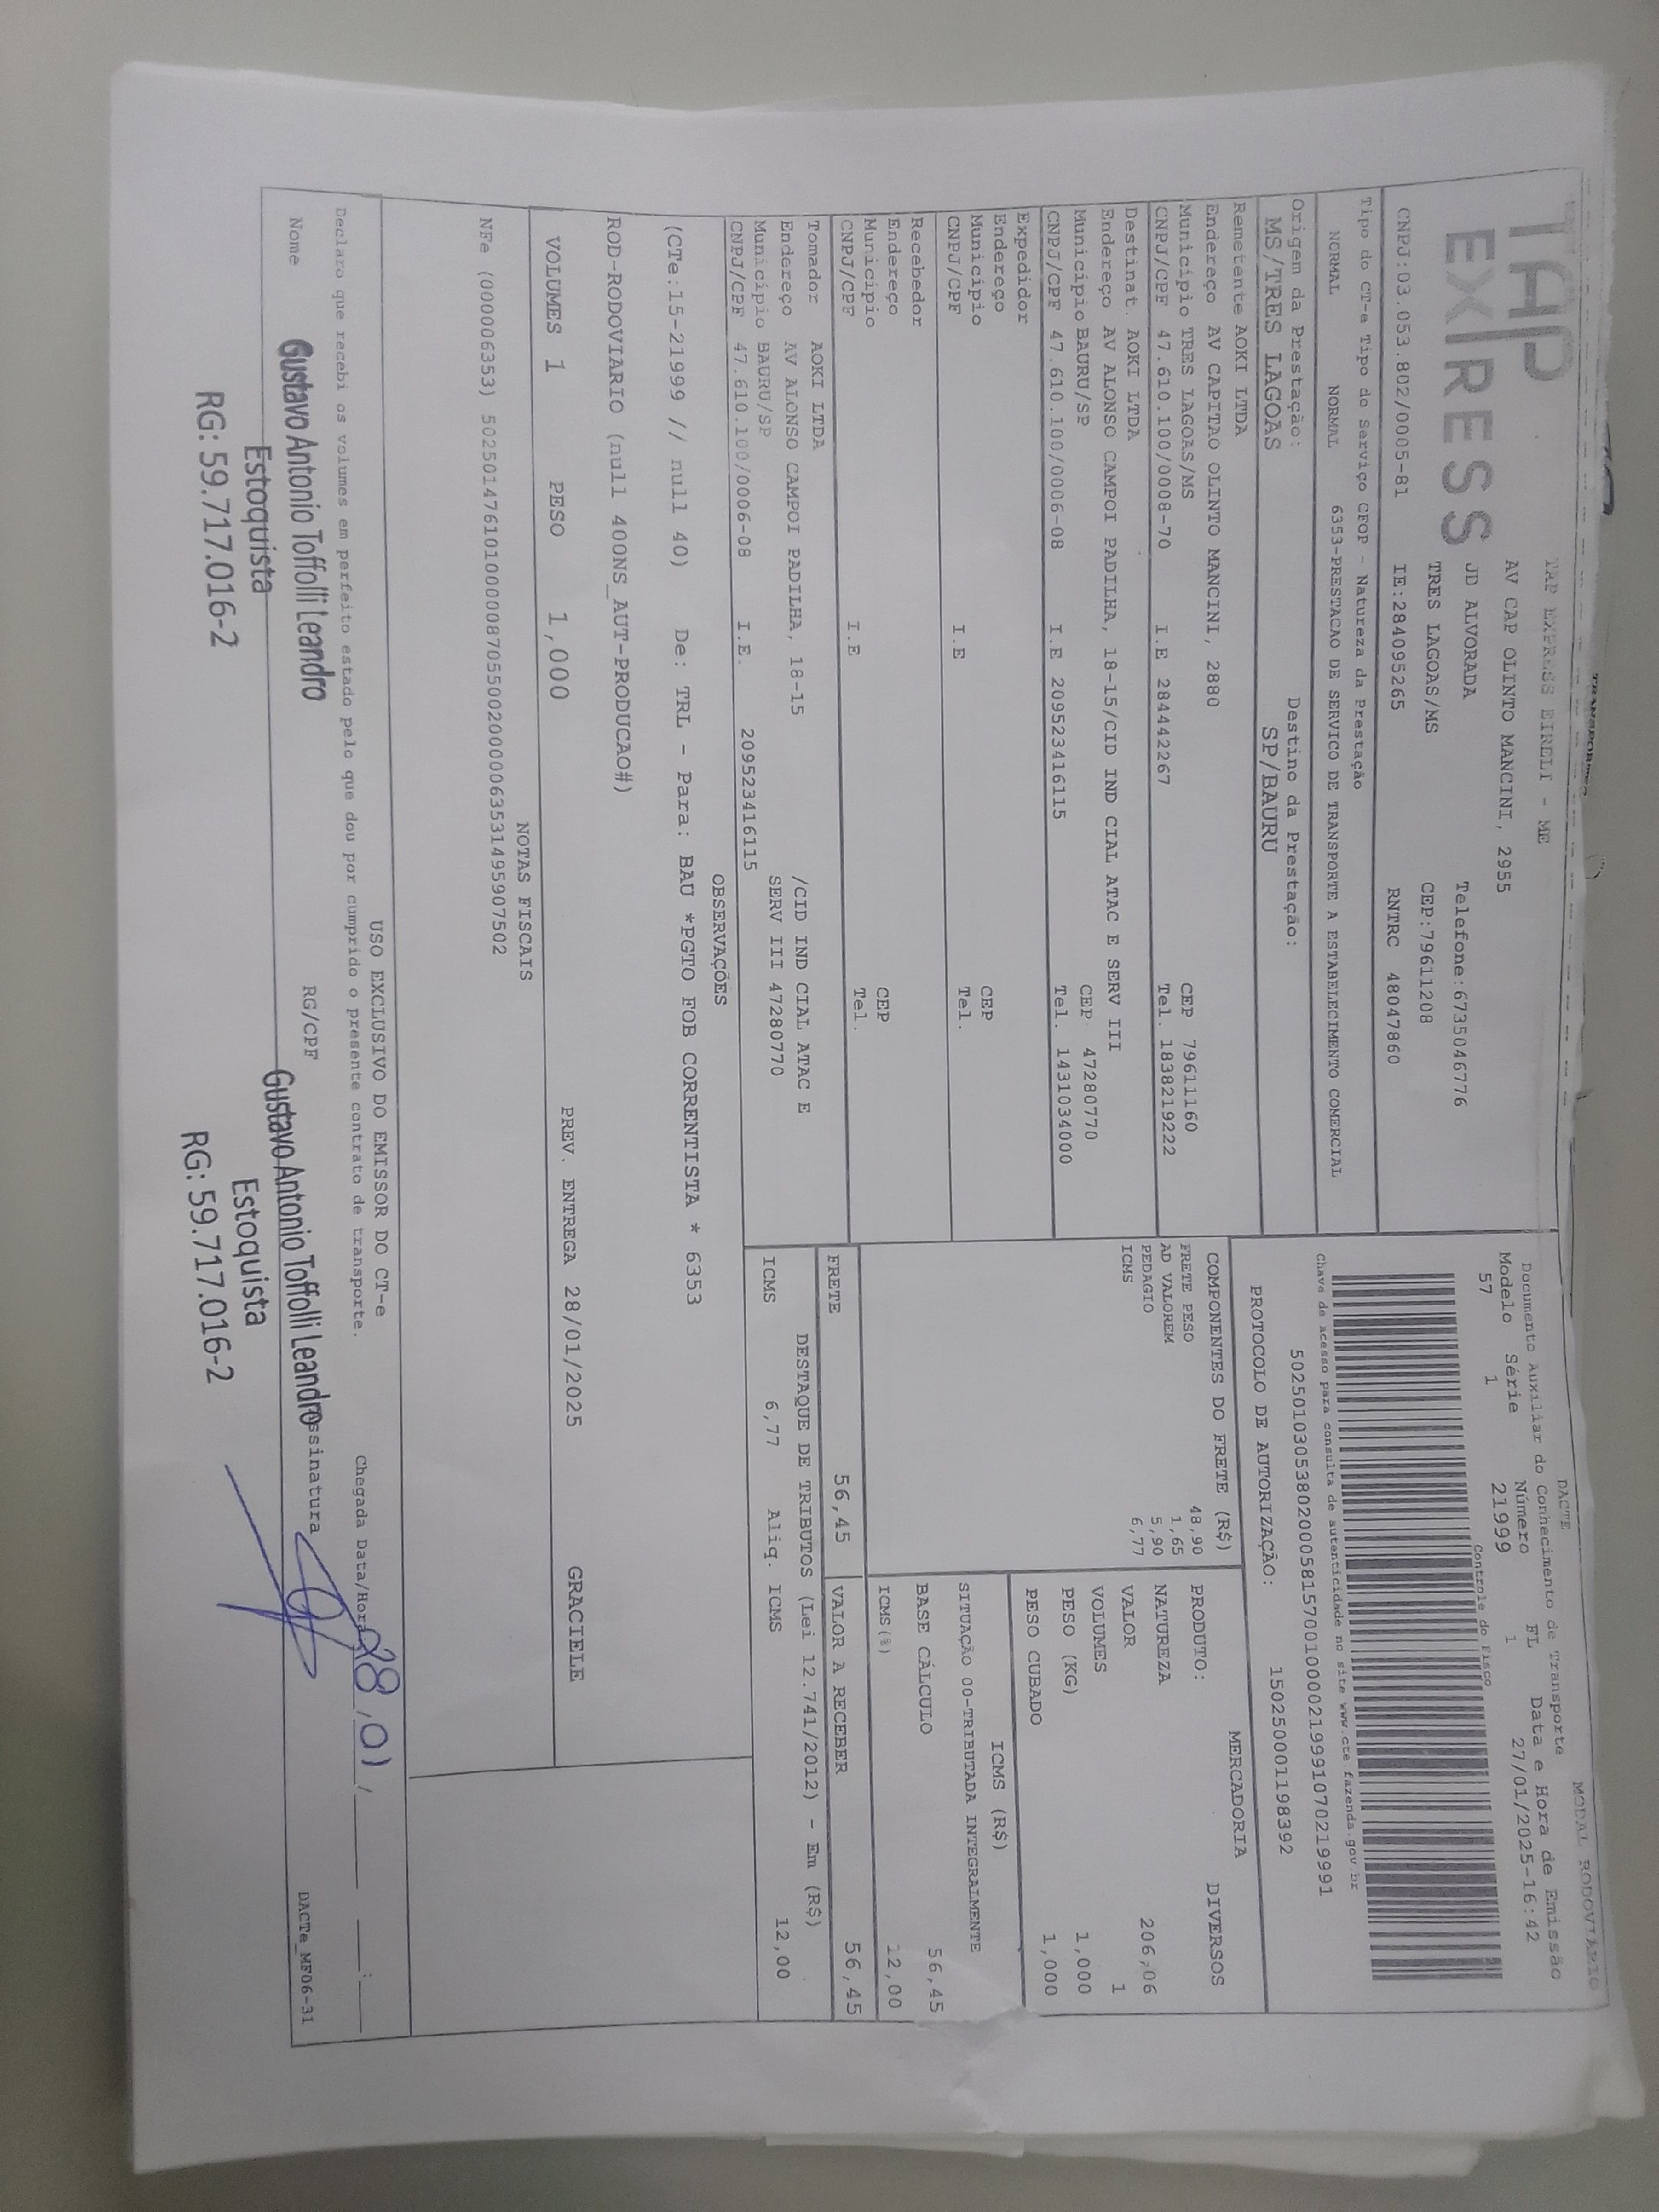 TAP
EXPRESS
TAP EXPRESS EIRELI - ME
AV CAP OLINTO MANCINI, 2955
JD ALVORADA Telefone:6735046776
TRES LAGOAS/MS CEP:79611208
CNPJ:03.053.802/0005-81 IE:284095265 RNTRC 48047860
Tipo do CT-e Tipo do Serviço CFOP - Natureza da Prestação
NORMAL NORMAL 6353-PRESTACAO DE SERVICO DE TRANSPORTE A ESTABELECIMENTO COMERCIAL
Origem da Prestação: Destino da Prestação:
MS/TRES LAGOAS SP/BAURU
Remetente AOKI LTDA
Endereço AV CAPITAO OLINTO MANCINI, 2880
Município TRES LAGOAS/MS CEP 79611160
CNPJ/CPF 47.610.100/0008-70 I.E 284442267 Tel. 1838219222
Destinat. AOKI LTDA
Endereço AV ALONSO CAMPOI PADILHA, 18-15/CID IND CIAL ATAC E SERV III
Município BAURU/SP CEP 47280770
CNPJ/CPF 47.610.100/0006-08 I.E 209523416115 Tel. 1431034000
Expedidor
Endereço
Município CEP
CNPJ/CPF I.E Tel.
Recebedor
Endereço
Município CEP
CNPJ/CPF I.E Tel.
Tomador AOKI LTDA
Endereço AV ALONSO CAMPOI PADILHA, 18-15 /CID IND CIAL ATAC E
Município BAURU/SP SERV III 47280770
CNPJ/CPF 47.610.100/0006-08 I.E. 209523416115
DACTE MODAL RODOVIÁRIO
Documento Auxiliar do Conhecimento de Transporte
Modelo Série Número FL Data e Hora de Emissão
57 1 21999 1 27/01/2025-16:42
Controle do Fisco
Chave de acesso para consulta de autenticidade no site www.cte.fazenda.gov.br
50250103053802000581570010000219991070219991
PROTOCOLO DE AUTORIZAÇÃO: 150250001198392
COMPONENTES DO FRETE (R$)
FRETE PESO 48,90
AD VALOREM 1,65
PEDAGIO 5,90
ICMS 6,77
MERCADORIA
PRODUTO: DIVERSOS
NATUREZA
VALOR 206,06
VOLUMES 1
PESO (KG) 1,000
PESO CUBADO 1,000
ICMS (R$)
SITUAÇÃO 00-TRIBUTADA INTEGRALMENTE
BASE CÁLCULO 56,45
ICMS(%) 12,00
FRETE 56,45 VALOR A RECEBER 56,45
DESTAQUE DE TRIBUTOS (Lei 12.741/2012) - Em (R$)
ICMS 6,77 Aliq. ICMS 12,00
OBSERVAÇÕES
(CTe:15-21999 // null 40) De: TRL - Para: BAU *PGTO FOB CORRENTISTA * 6353
ROD-RODOVIARIO (null 400NS_AUT-PRODUCAO#)
VOLUMES 1 PESO 1,000 PREV. ENTREGA 28/01/2025 GRACIELE
NOTAS FISCAIS
NFe (000006353) 50250147610100000870550020000063531495907502
USO EXCLUSIVO DO EMISSOR DO CT-e
Declaro que recebi os volumes em perfeito estado pelo que dou por cumprido o presente contrato de transporte. Chegada Data/Hora 28/01/ :
Nome RG/CPF Assinatura DACTe_MF06-31
Gustavo Antonio Toffolli Leandro
Estoquista
RG: 59.717.016-2
Gustavo Antonio Toffolli Leandro
Estoquista
RG: 59.717.016-2